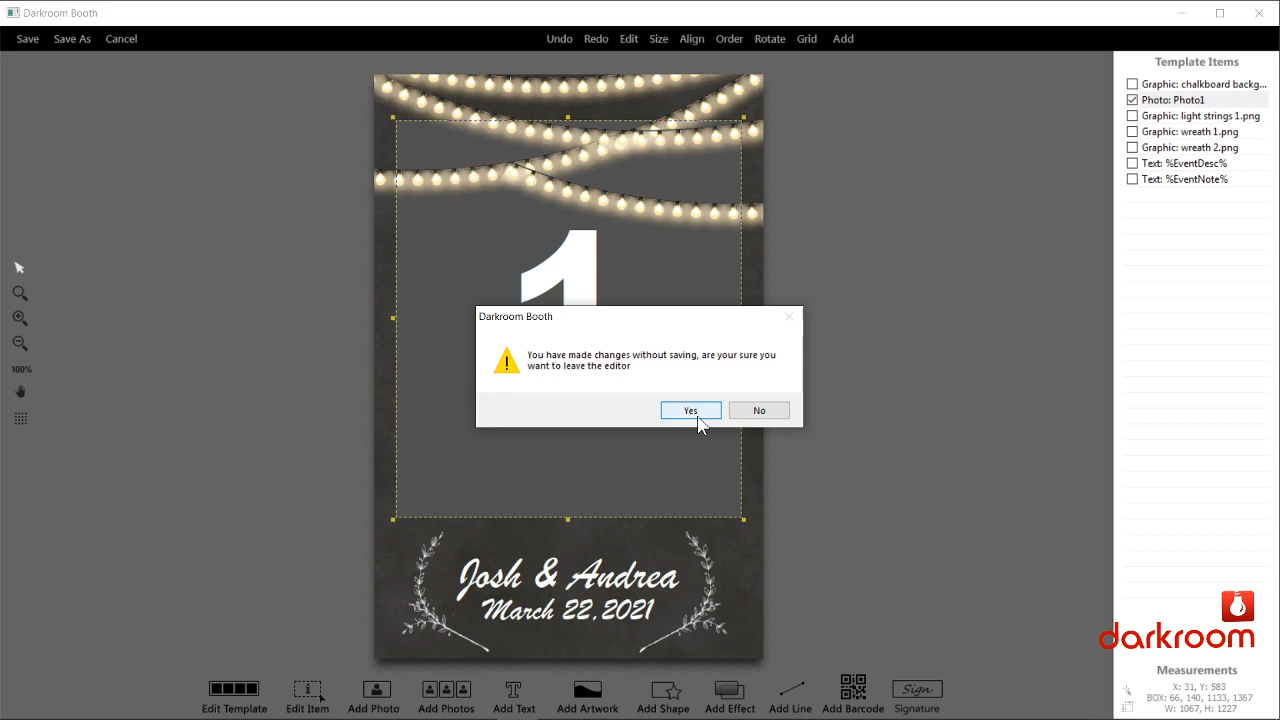 Darkroom Booth
Save Save As Cancel Undo Redo Edit Size Align Order Rotate Grid Add
Template Items
Graphic: chalkboard backg...
Photo: Photo1
Graphic: light strings 1.png
Graphic: wreath 1.png
Graphic: wreath 2.png
Text: %EventDesc%
Text: %EventNote%
1
Darkroom Booth
You have made changes without saving, are your sure you
want to leave the editor
Yes No
100%
Josh & Andrea
March 22,2021
darkroom
Measurements
X: 31, Y: 583
BOX: 66, 140, 1133, 1367
W: 1067, H: 1227
Sign
Edit Template Edit Item Add Photo Add Photos Add Text Add Artwork Add Shape Add Effect Add Line Add Barcode Signature